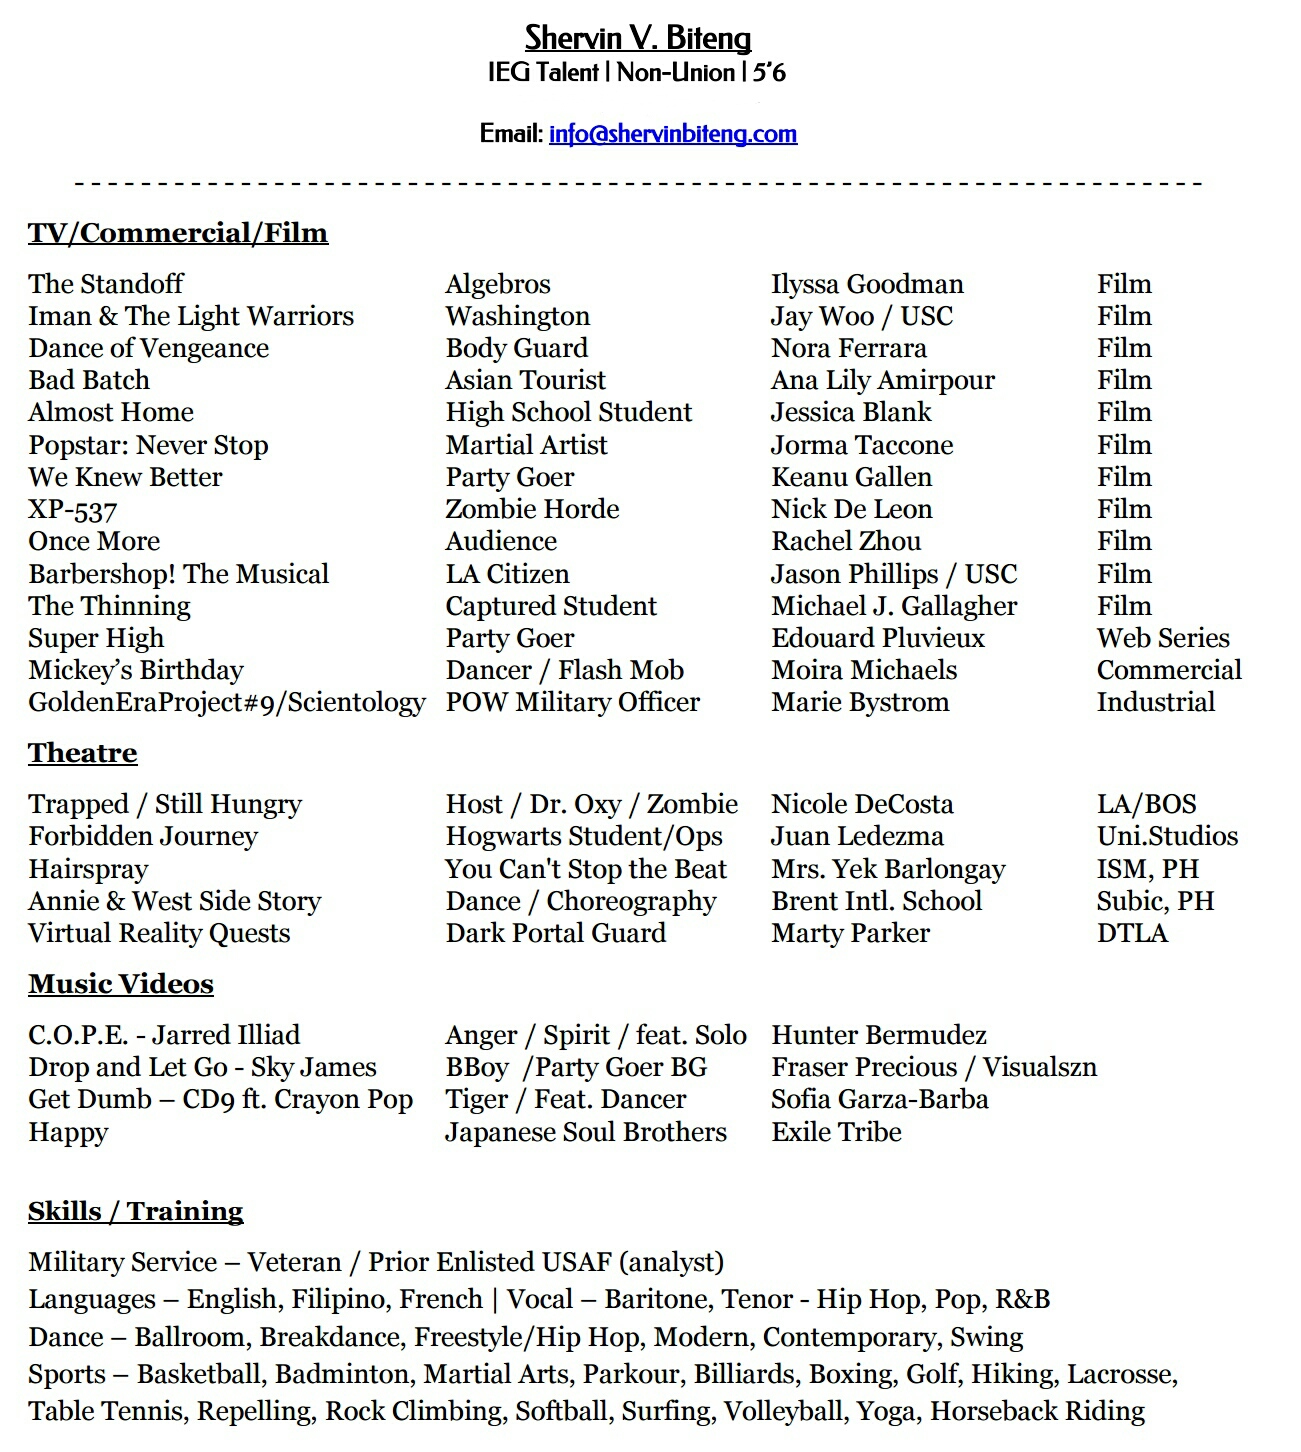 Shervin V. Biteng
IEG Talent | Non-Union | 5'6
Email: info@shervinbiteng.com
- - - - - - - - - - - - - - - - - - - - - - - - - - - - - - - - - - - - - - - - - - - - - - - - - - - - - - - - - - - - - - - - - - - - -
TV/Commercial/Film
The Standoff Algebros Ilyssa Goodman Film
Iman & The Light Warriors Washington Jay Woo / USC Film
Dance of Vengeance Body Guard Nora Ferrara Film
Bad Batch Asian Tourist Ana Lily Amirpour Film
Almost Home High School Student Jessica Blank Film
Popstar: Never Stop Martial Artist Jorma Taccone Film
We Knew Better Party Goer Keanu Gallen Film
XP-537 Zombie Horde Nick De Leon Film
Once More Audience Rachel Zhou Film
Barbershop! The Musical LA Citizen Jason Phillips / USC Film
The Thinning Captured Student Michael J. Gallagher Film
Super High Party Goer Edouard Pluvieux Web Series
Mickey’s Birthday Dancer / Flash Mob Moira Michaels Commercial
GoldenEraProject#9/Scientology POW Military Officer Marie Bystrom Industrial
Theatre
Trapped / Still Hungry Host / Dr. Oxy / Zombie Nicole DeCosta LA/BOS
Forbidden Journey Hogwarts Student/Ops Juan Ledezma Uni.Studios
Hairspray You Can't Stop the Beat Mrs. Yek Barlongay ISM, PH
Annie & West Side Story Dance / Choreography Brent Intl. School Subic, PH
Virtual Reality Quests Dark Portal Guard Marty Parker DTLA
Music Videos
C.O.P.E. - Jarred Illiad Anger / Spirit / feat. Solo Hunter Bermudez
Drop and Let Go - Sky James BBoy /Party Goer BG Fraser Precious / Visualszn
Get Dumb – CD9 ft. Crayon Pop Tiger / Feat. Dancer Sofia Garza-Barba
Happy Japanese Soul Brothers Exile Tribe
Skills / Training
Military Service – Veteran / Prior Enlisted USAF (analyst)
Languages – English, Filipino, French | Vocal – Baritone, Tenor - Hip Hop, Pop, R&B
Dance – Ballroom, Breakdance, Freestyle/Hip Hop, Modern, Contemporary, Swing
Sports – Basketball, Badminton, Martial Arts, Parkour, Billiards, Boxing, Golf, Hiking, Lacrosse,
Table Tennis, Repelling, Rock Climbing, Softball, Surfing, Volleyball, Yoga, Horseback Riding